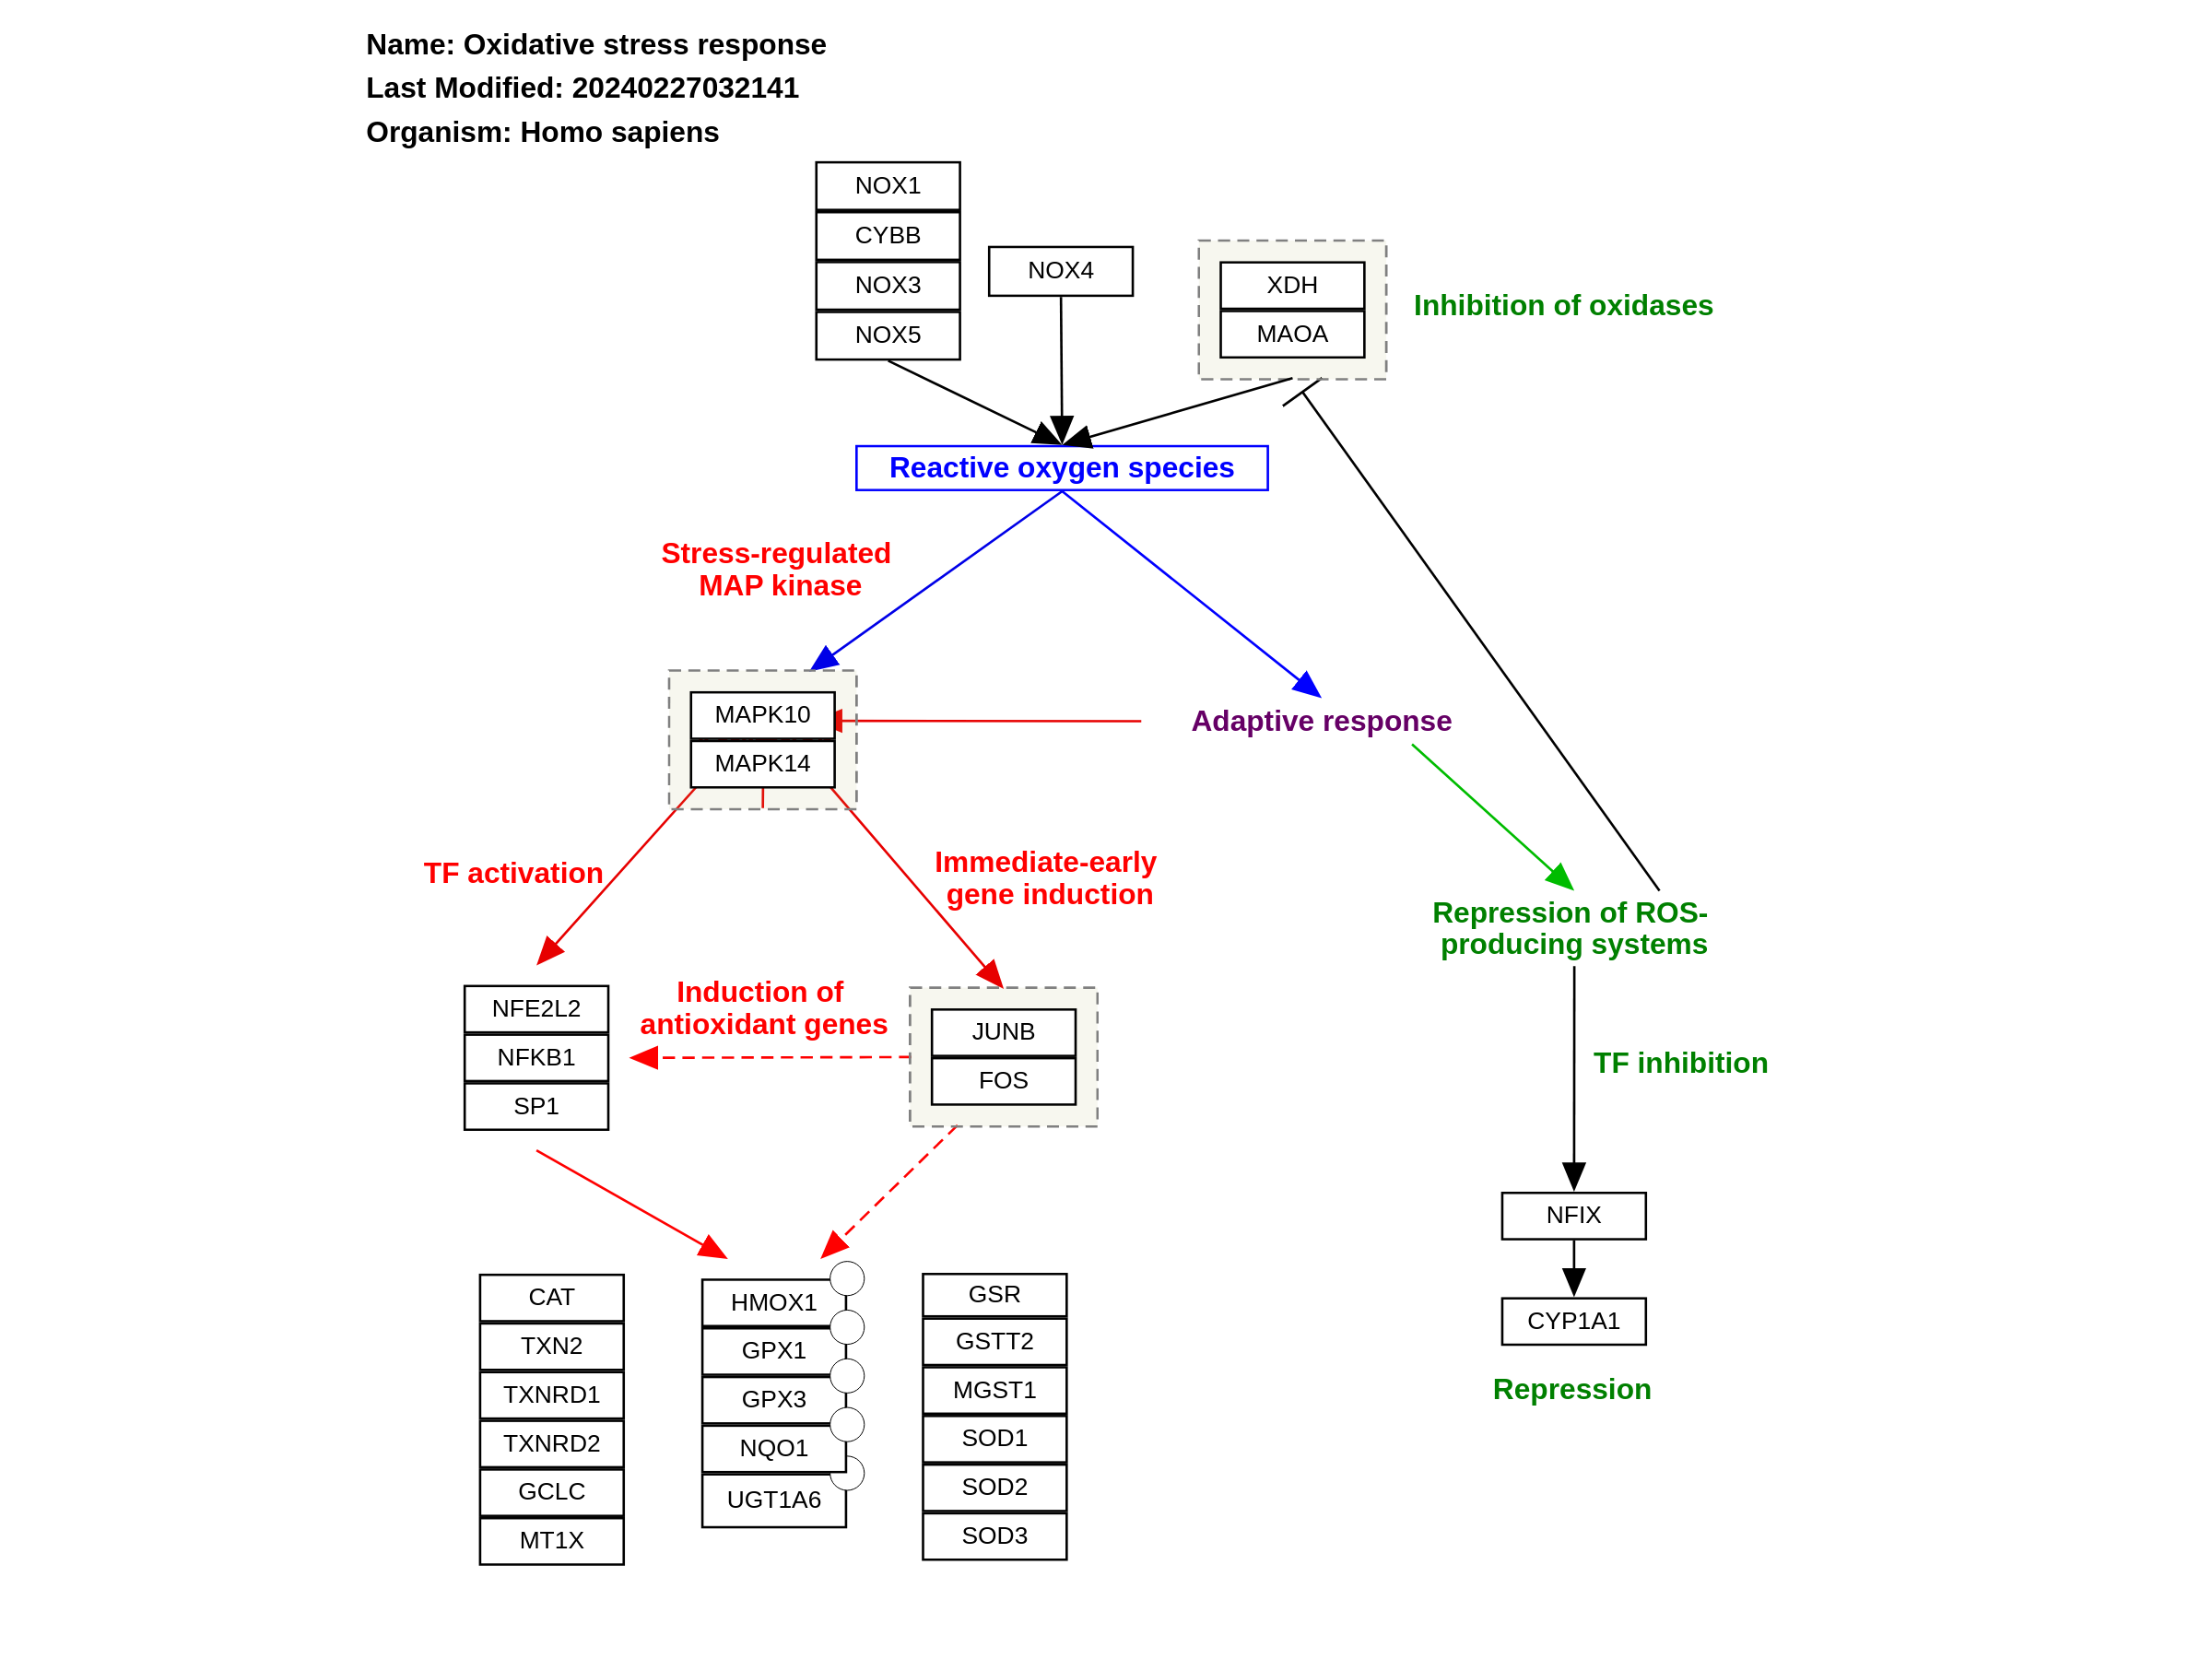 Name: Oxidative stress response
Last Modified: 20240227032141
Organism: Homo sapiens
NOX1
CYBB
NOX3
NOX5
NOX4
XDH
MAOA
Inhibition of oxidases
Reactive oxygen species
Stress-regulated
MAP kinase
MAPK10
MAPK14
Adaptive response
TF activation
Immediate-early
gene induction
Repression of ROS-
producing systems
NFE2L2
NFKB1
SP1
Induction of
antioxidant genes
JUNB
FOS
TF inhibition
NFIX
CYP1A1
Repression
CAT
TXN2
TXNRD1
TXNRD2
GCLC
MT1X
HMOX1
GPX1
GPX3
NQO1
UGT1A6
GSR
GSTT2
MGST1
SOD1
SOD2
SOD3